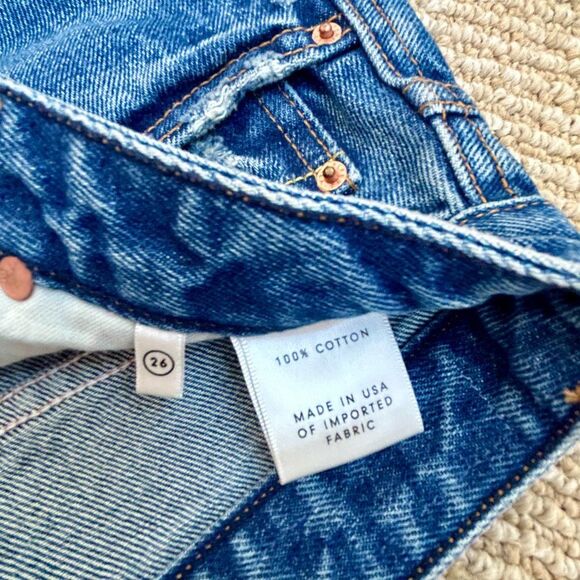 26
100% COTTON
MADE IN USA
OF IMPORTED
FABRIC